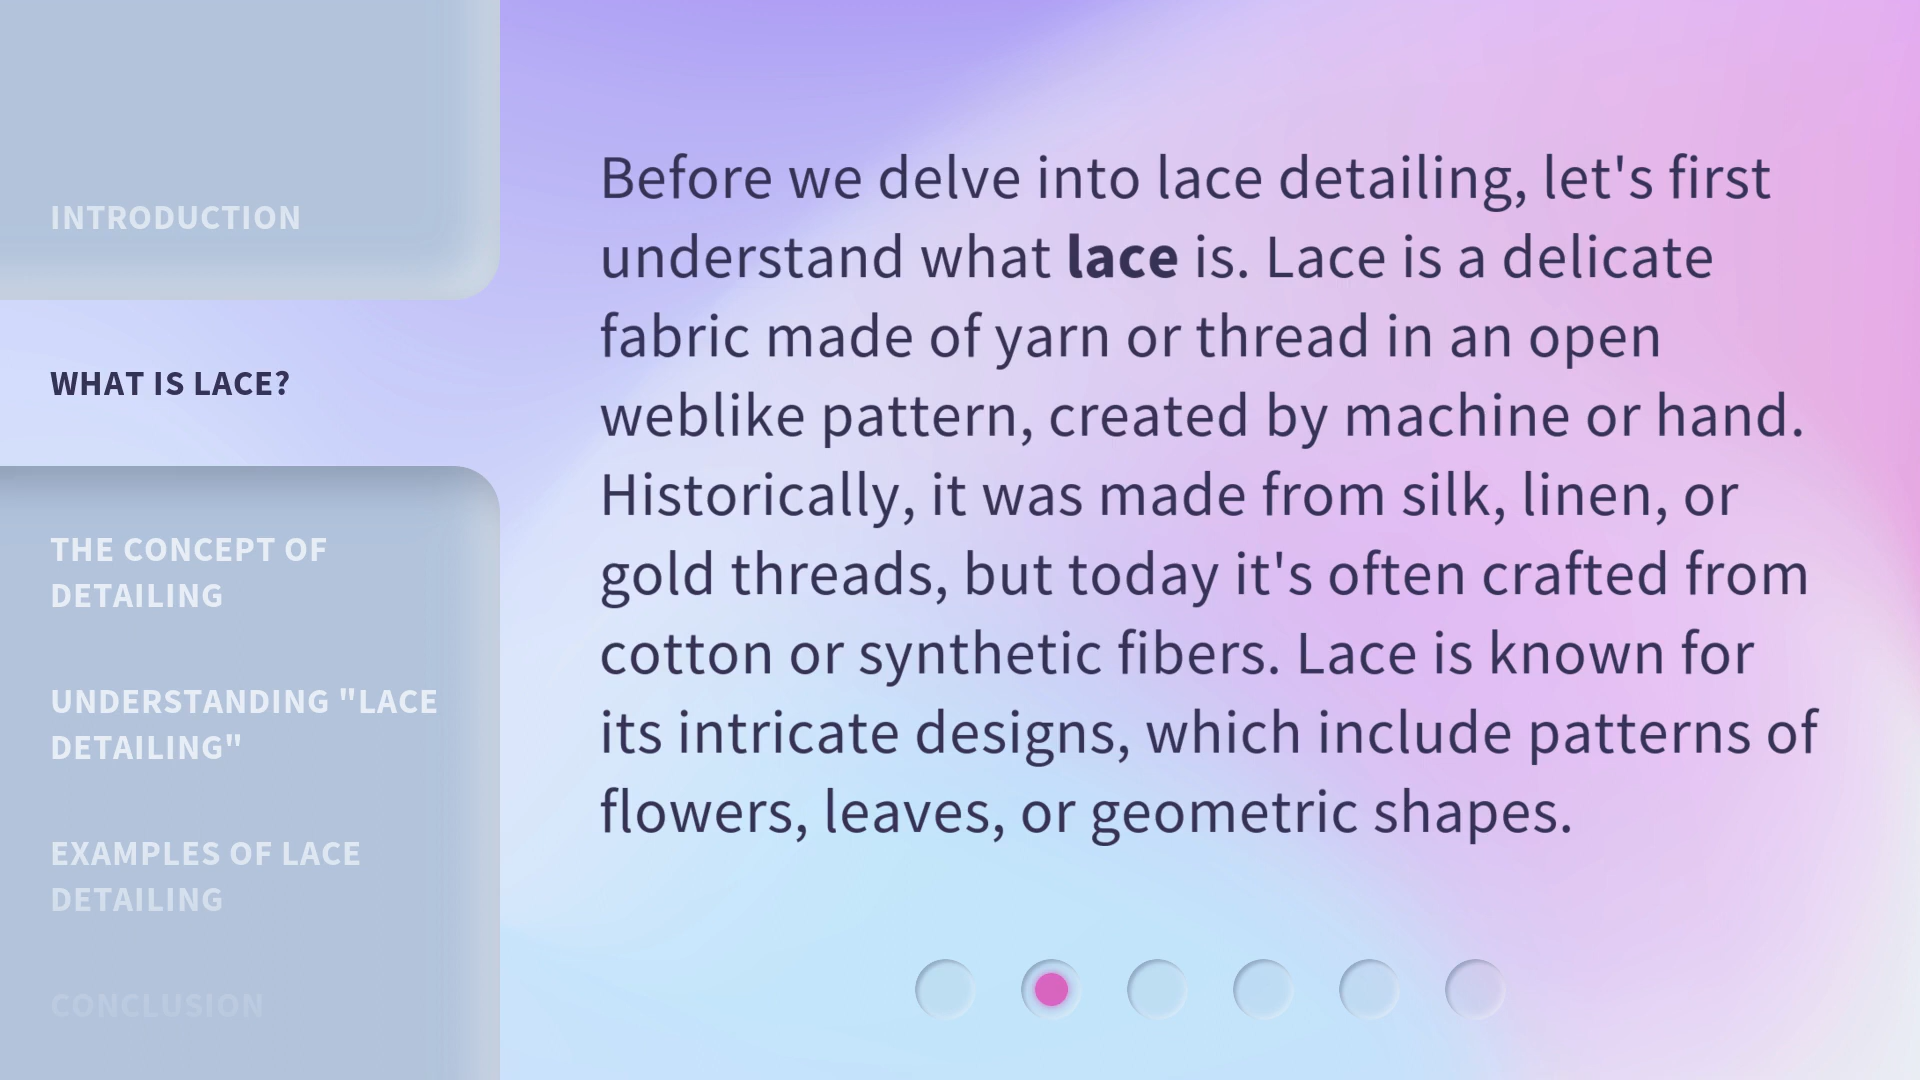 INTRODUCTION
WHAT IS LACE?
THE CONCEPT OF
DETAILING
UNDERSTANDING "LACE
DETAILING"
EXAMPLES OF LACE
DETAILING
CONCLUSION
Before we delve into lace detailing, let's first
understand what lace is. Lace is a delicate
fabric made of yarn or thread in an open
weblike pattern, created by machine or hand.
Historically, it was made from silk, linen, or
gold threads, but today it's often crafted from
cotton or synthetic fibers. Lace is known for
its intricate designs, which include patterns of
flowers, leaves, or geometric shapes.